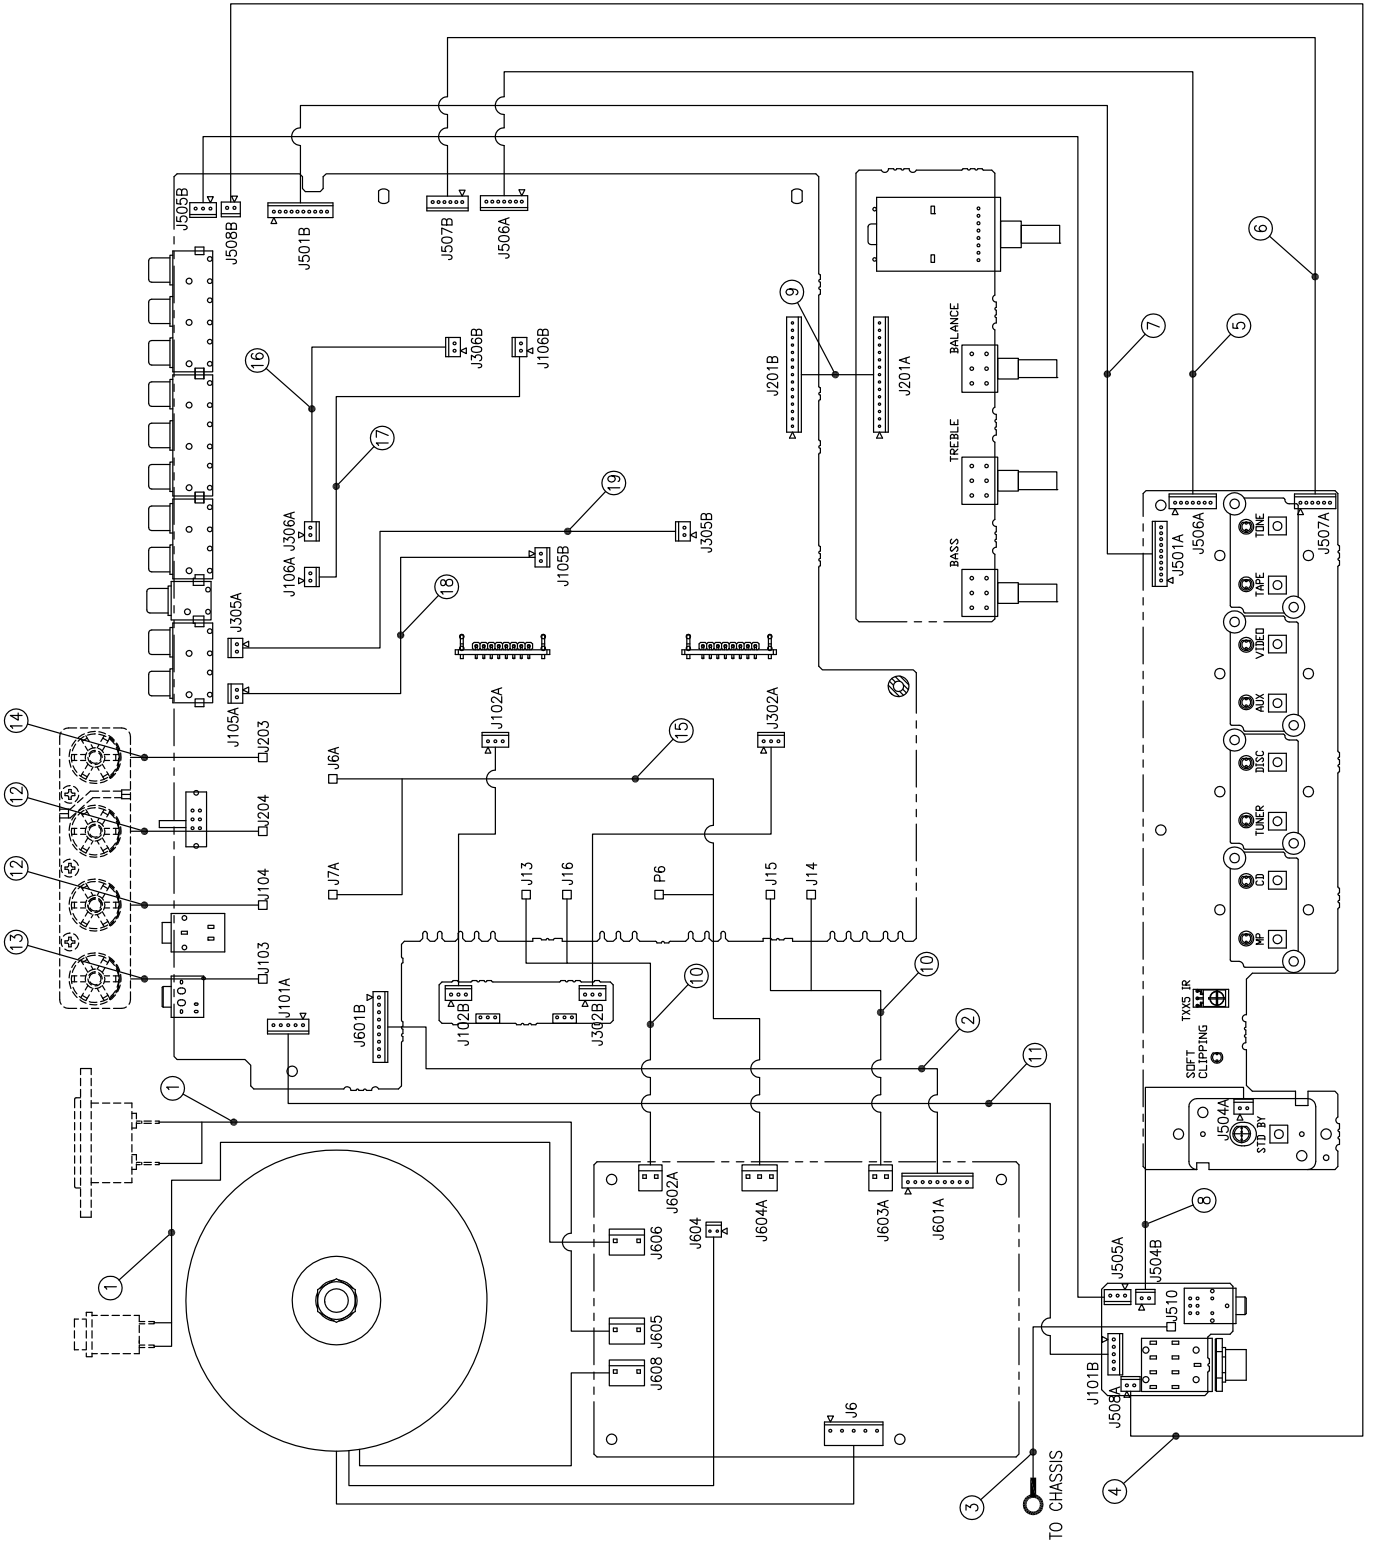 14
12
12
13
1
1
J505B
J508B
J501B
J507B
J506A
16
J306B
J106B
17
J306A
J106A
19
J305B
J105B
18
J305A
J105A
J203
J204
J104
J103
J6A
J7A
15
J102A
J302A
J13
J16
P6
J15
J14
J101A
J601B
J102B
J302B
10
10
2
11
9
J201B
J201A
BALANCE
TREBLE
BASS
6
7
5
J501A
J506A
J507A
TONE
TAPE
VIDEO
AUX
DISC
TUNER
CD
MP
TXX5 IR
SOFT
CLIPPING
J504A
STD BY
8
J602A
J604A
J603A
J601A
J604
J606
J605
J608
J6
J505A
J504B
J510
J101B
J508A
3
4
TO CHASSIS